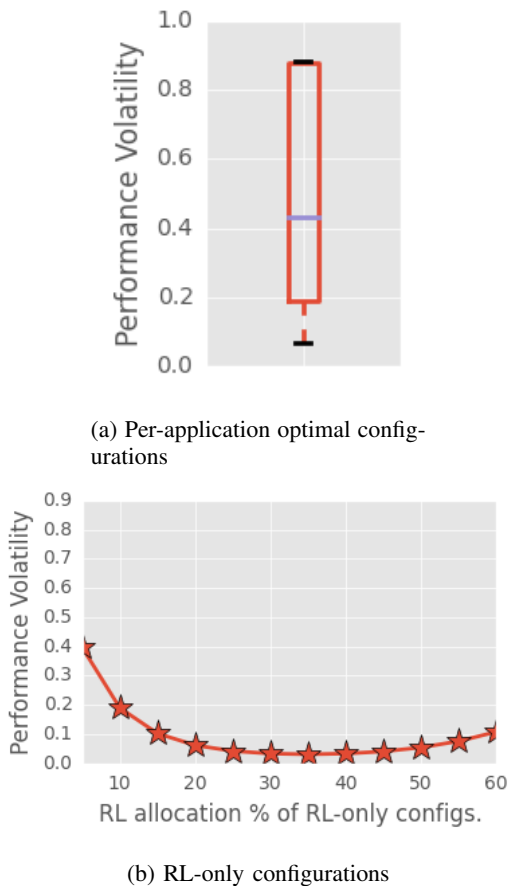 1.0
0.8
0.6
0.4
0.2
0.0
Performance Volatility
(a) Per-application optimal config-
urations
0.9
0.8
0.7
0.6
0.5
0.4
0.3
0.2
0.1
0.0
Performance Volatility
10 20 30 40 50 60
RL allocation % of RL-only configs.
(b) RL-only configurations